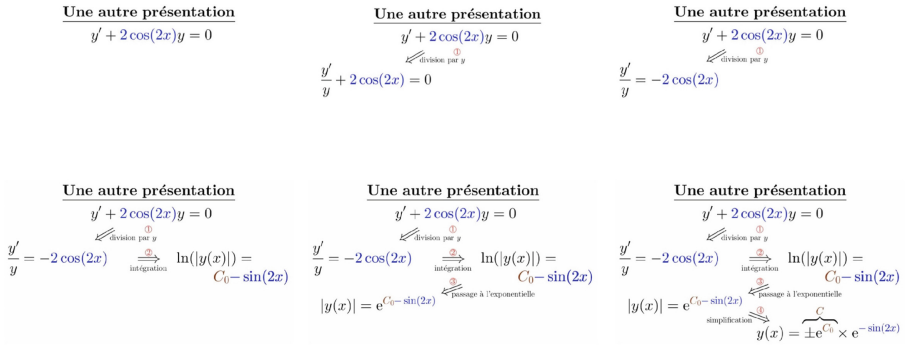 Une autre présentation
y′ + 2 cos(2x)y = 0
Une autre présentation
y′ + 2 cos(2x)y = 0
①
division par y
y′/y + 2 cos(2x) = 0
Une autre présentation
y′ + 2 cos(2x)y = 0
①
division par y
y′/y = −2 cos(2x)
Une autre présentation
y′ + 2 cos(2x)y = 0
①
division par y
y′/y = −2 cos(2x) ② ⟹ intégration ln(|y(x)|) =
C₀− sin(2x)
Une autre présentation
y′ + 2 cos(2x)y = 0
①
division par y
y′/y = −2 cos(2x) ② ⟹ intégration ln(|y(x)|) =
C₀− sin(2x)
③
passage à l'exponentielle
|y(x)| = e^{C₀− sin(2x)}
Une autre présentation
y′ + 2 cos(2x)y = 0
①
division par y
y′/y = −2 cos(2x) ② ⟹ intégration ln(|y(x)|) =
C₀− sin(2x)
③
passage à l'exponentielle
|y(x)| = e^{C₀− sin(2x)}
④
simplification
C
y(x) = ±e^{C₀} × e^{− sin(2x)}